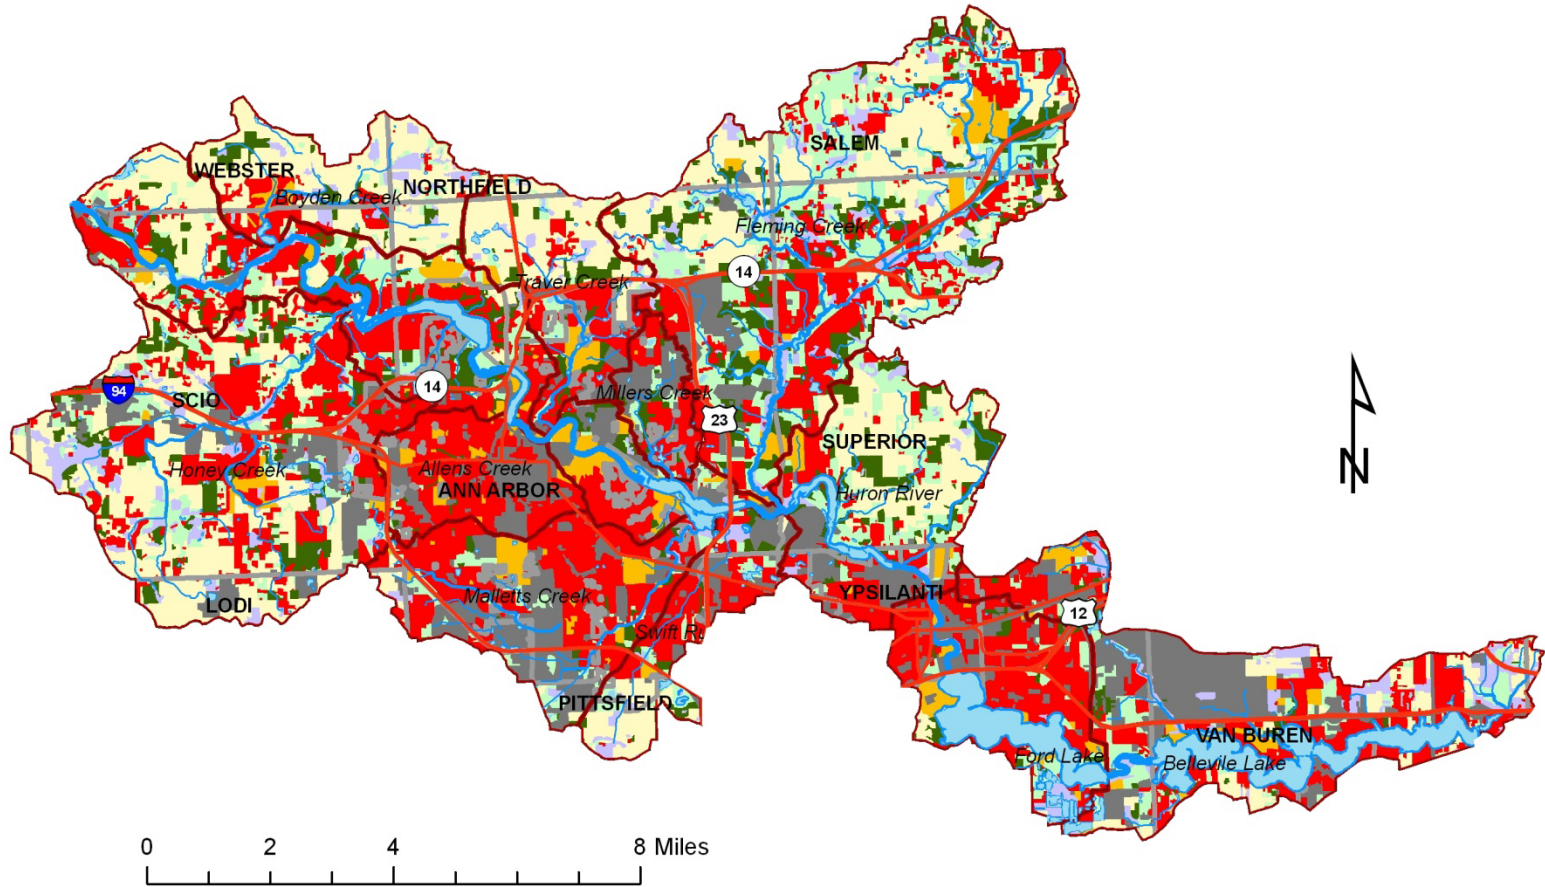 SALEM
WEBSTER
NORTHFIELD
Boyden Creek
Fleming Creek
14
Traver Creek
94
14
SCIO
Millers Creek
23
SUPERIOR
Honey Creek
Allens Creek
ANN ARBOR
Huron River
N
LODI
Malletts Creek
YPSILANTI
12
Swift Ru
PITTSFIELD
VAN BUREN
Ford Lake
Bellevile Lake
0 2 4 8 Miles